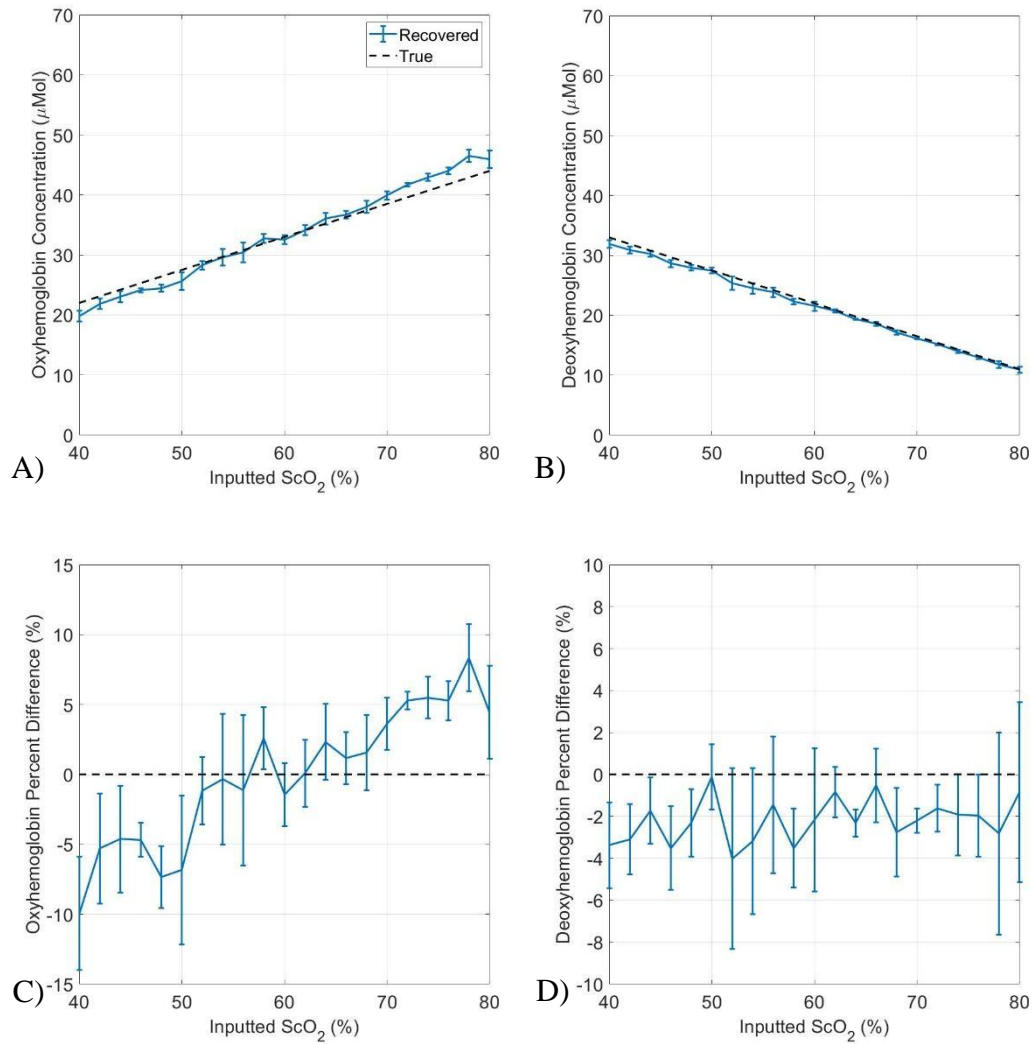 70
60
50
40
30
20
10
0
Oxyhemoglobin Concentration (μMol)
Recovered
True
40 50 60 70 80
Inputted ScO₂ (%)
A)
70
60
50
40
30
20
10
0
Deoxyhemoglobin Concentration (μMol)
40 50 60 70 80
Inputted ScO₂ (%)
B)
15
10
5
0
-5
-10
-15
Oxyhemoglobin Percent Difference (%)
40 50 60 70 80
Inputted ScO₂ (%)
C)
10
8
6
4
2
0
-2
-4
-6
-8
-10
Deoxyhemoglobin Percent Difference (%)
40 50 60 70 80
Inputted ScO₂ (%)
D)